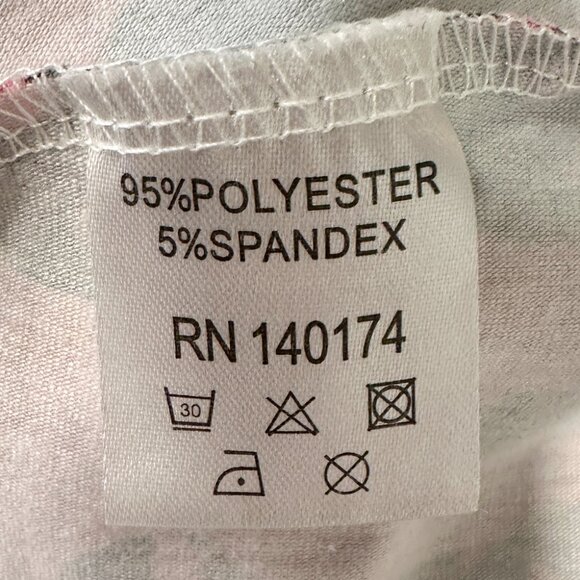 95%POLYESTER
5%SPANDEX
RN 140174
30